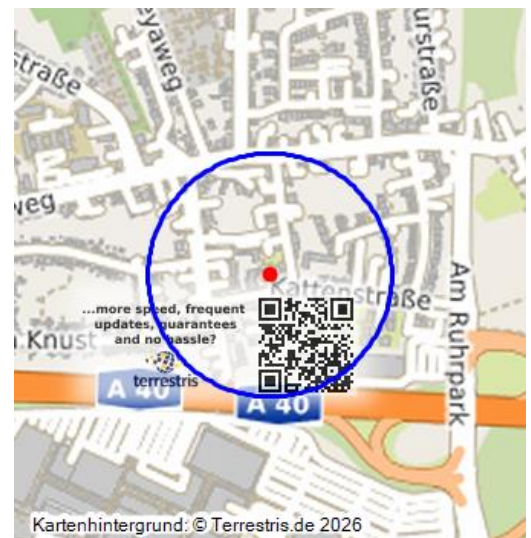 eyaweg
straße
urstraße
weg
Kattenstraße
Am Ruhrpark
...more speed, frequent
updates, guarantees
and no hassle?
Knust
terrestris
A 40
A 40
Kartenhintergrund: © Terrestris.de 2026